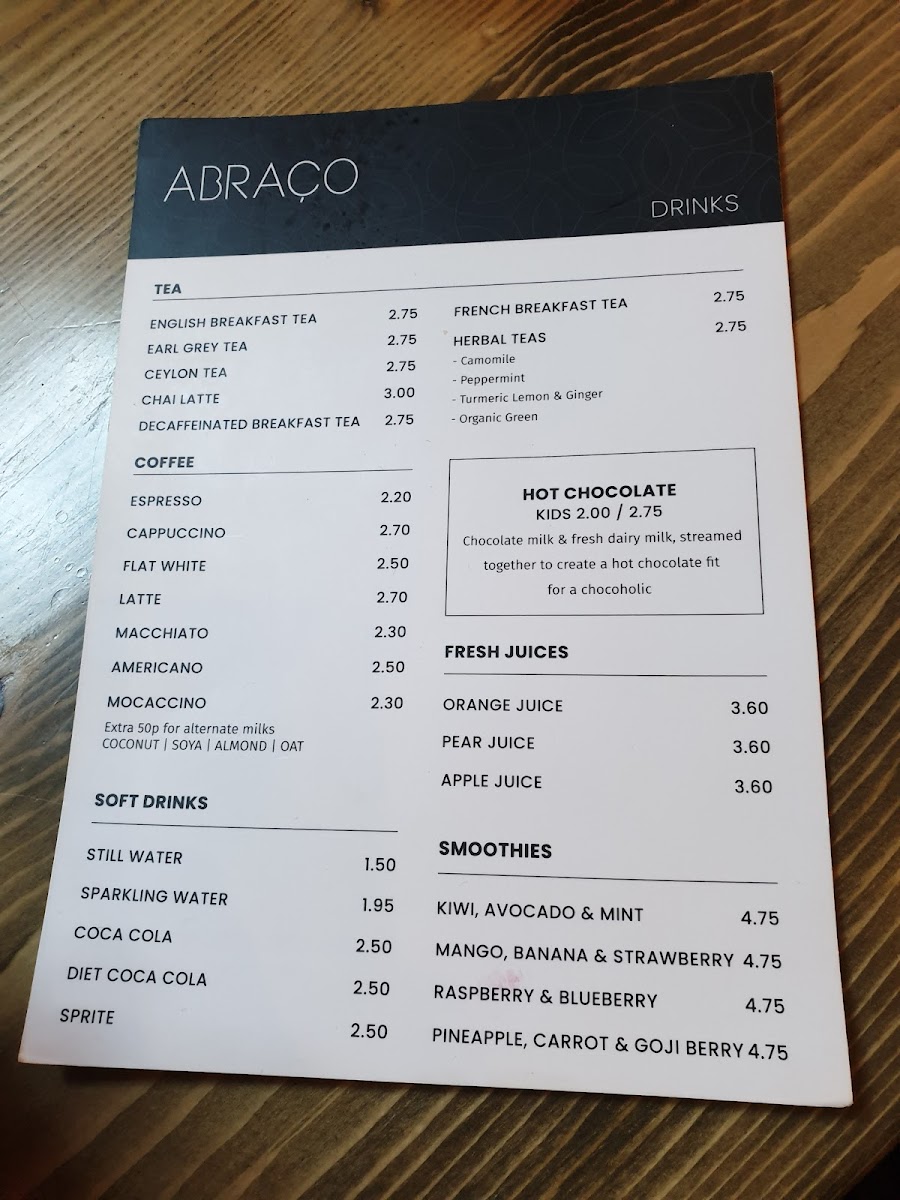 ABRAÇO
DRINKS
TEA
ENGLISH BREAKFAST TEA 2.75
EARL GREY TEA 2.75
CEYLON TEA 2.75
CHAI LATTE 3.00
DECAFFEINATED BREAKFAST TEA 2.75
FRENCH BREAKFAST TEA 2.75
HERBAL TEAS 2.75
- Camomile
- Peppermint
- Turmeric Lemon & Ginger
- Organic Green
COFFEE
ESPRESSO 2.20
CAPPUCCINO 2.70
FLAT WHITE 2.50
LATTE 2.70
MACCHIATO 2.30
AMERICANO 2.50
MOCACCINO 2.30
Extra 50p for alternate milks
COCONUT | SOYA | ALMOND | OAT
HOT CHOCOLATE
KIDS 2.00 / 2.75
Chocolate milk & fresh dairy milk, streamed
together to create a hot chocolate fit
for a chocoholic
SOFT DRINKS
STILL WATER 1.50
SPARKLING WATER 1.95
COCA COLA 2.50
DIET COCA COLA 2.50
SPRITE 2.50
FRESH JUICES
ORANGE JUICE 3.60
PEAR JUICE 3.60
APPLE JUICE 3.60
SMOOTHIES
KIWI, AVOCADO & MINT 4.75
MANGO, BANANA & STRAWBERRY 4.75
RASPBERRY & BLUEBERRY 4.75
PINEAPPLE, CARROT & GOJI BERRY 4.75